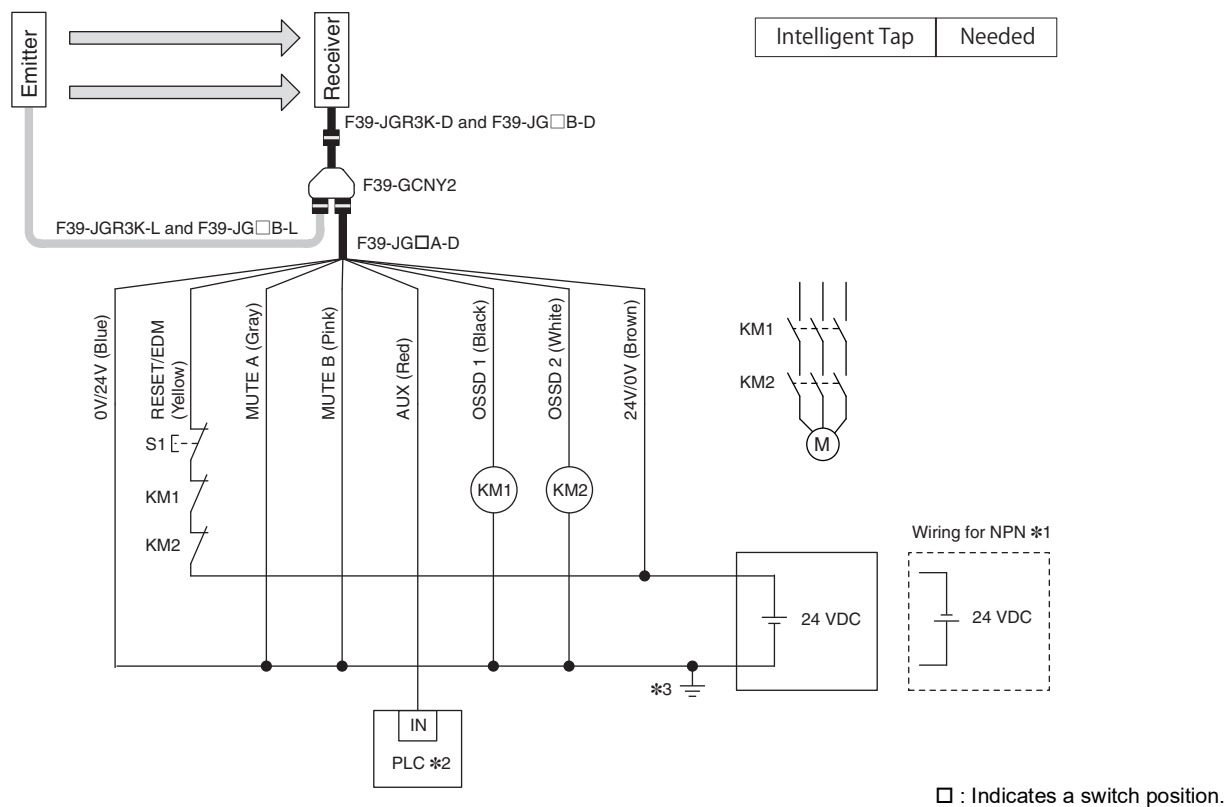 Emitter
Receiver
Intelligent Tap Needed
F39-JGR3K-D and F39-JG□B-D
F39-GCNY2
F39-JGR3K-L and F39-JG□B-L
F39-JG□A-D
0V/24V (Blue)
RESET/EDM
(Yellow)
MUTE A (Gray)
MUTE B (Pink)
AUX (Red)
OSSD 1 (Black)
OSSD 2 (White)
24V/0V (Brown)
S1
KM1
KM2
KM1
KM2
KM1
KM2
M
Wiring for NPN *1
24 VDC
24 VDC
*3
IN
PLC *2
□ : Indicates a switch position.